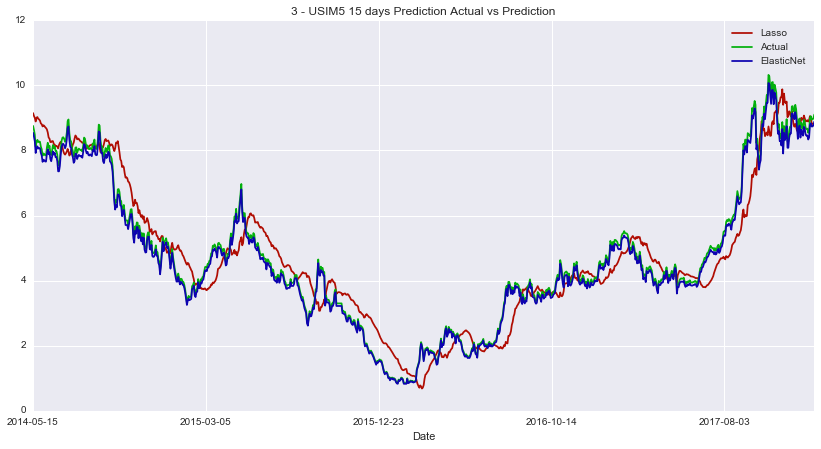 3 - USIM5 15 days Prediction Actual vs Prediction
12
10
8
6
4
2
0
Lasso
Actual
ElasticNet
2014-05-15
2015-03-05
2015-12-23
2016-10-14
2017-08-03
Date